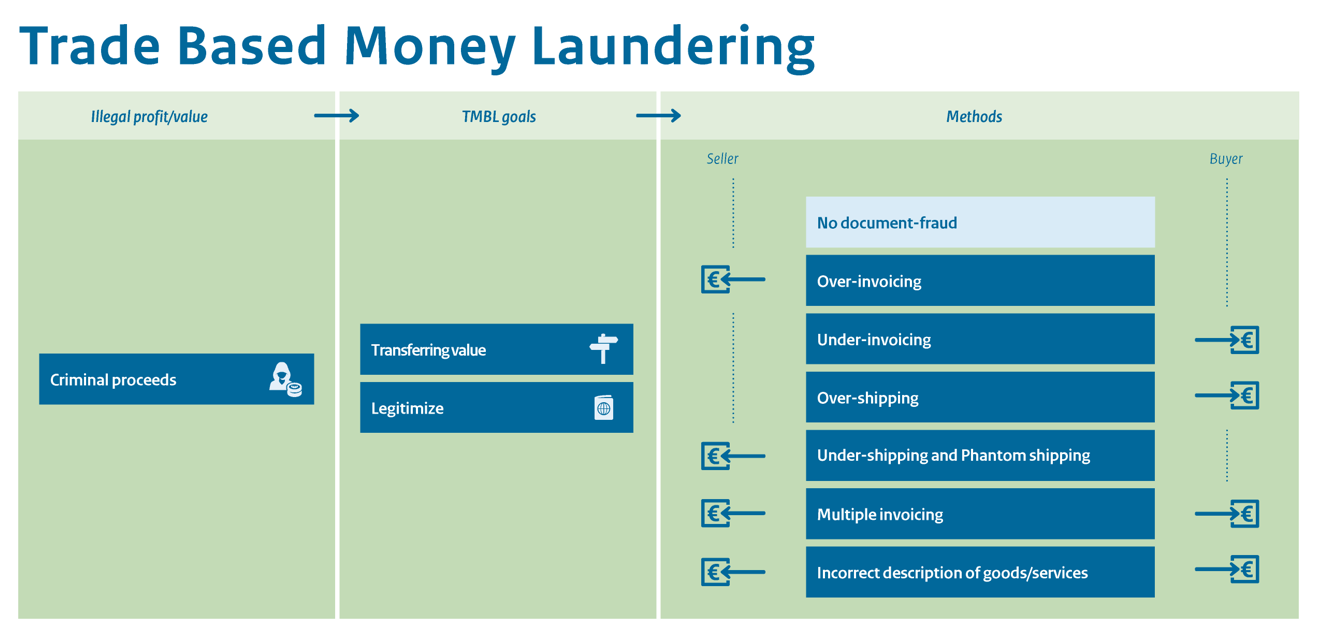 Trade Based Money Laundering
Illegal profit/value
TMBL goals
Methods
Seller
Buyer
No document-fraud
€ Over-invoicing
Under-invoicing €
Over-shipping €
€ Under-shipping and Phantom shipping
€ Multiple invoicing €
€ Incorrect description of goods/services €
Transferring value
Legitimize
Criminal proceeds